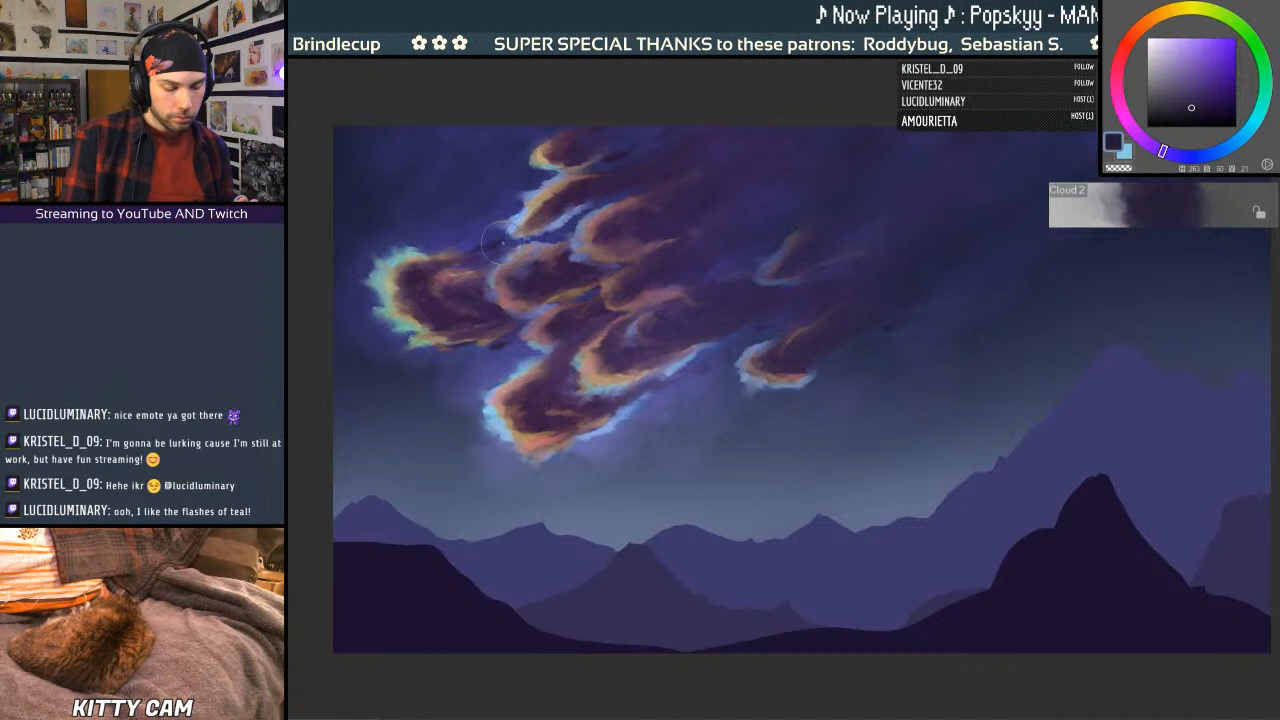 ♪ Now Playing ♪ : Popskyy - MAN
Brindlecup ✿ ✿ ✿ SUPER SPECIAL THANKS to these patrons: Roddybug, Sebastian S.
KRISTEL_D_09 FOLLOW
VICENTE32 FOLLOW
LUCIDLUMINARY HOST(1)
AMOURIETTA HOST(1)
H 263 S 50 V 21
Cloud 2
Streaming to YouTube AND Twitch
LUCIDLUMINARY: nice emote ya got there
KRISTEL_D_09: I'm gonna be lurking cause I'm still at
work, but have fun streaming! 😊
KRISTEL_D_09: Hehe ikr 😏 @lucidluminary
LUCIDLUMINARY: ooh, I like the flashes of teal!
KITTY CAM